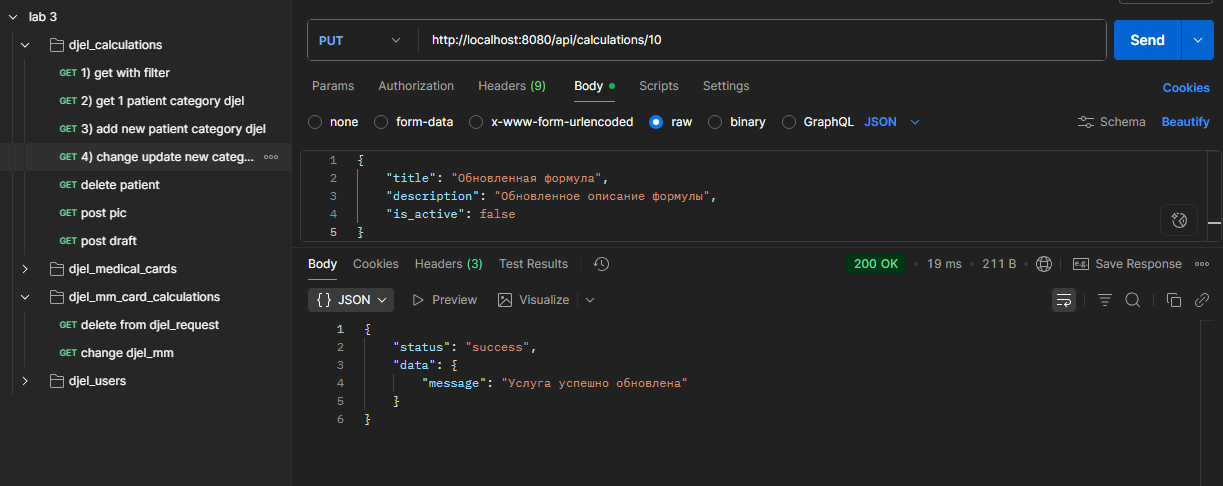 lab 3
djel_calculations
GET 1) get with filter
GET 2) get 1 patient category djel
GET 3) add new patient category djel
GET 4) change update new categ...
GET delete patient
GET post pic
GET post draft
djel_medical_cards
djel_mm_card_calculations
GET delete from djel_request
GET change djel_mm
djel_users
PUT http://localhost:8080/api/calculations/10 Send
Params Authorization Headers (9) Body Scripts Settings Cookies
none form-data x-www-form-urlencoded raw binary GraphQL JSON Schema Beautify
1 {
2 "title": "Обновленная формула",
3 "description": "Обновленное описание формулы",
4 "is_active": false
5 }
Body Cookies Headers (3) Test Results 200 OK • 19 ms • 211 B • e.g. Save Response
{} JSON Preview Visualize
1 {
2 "status": "success",
3 "data": {
4 "message": "Услуга успешно обновлена"
5 }
6 }